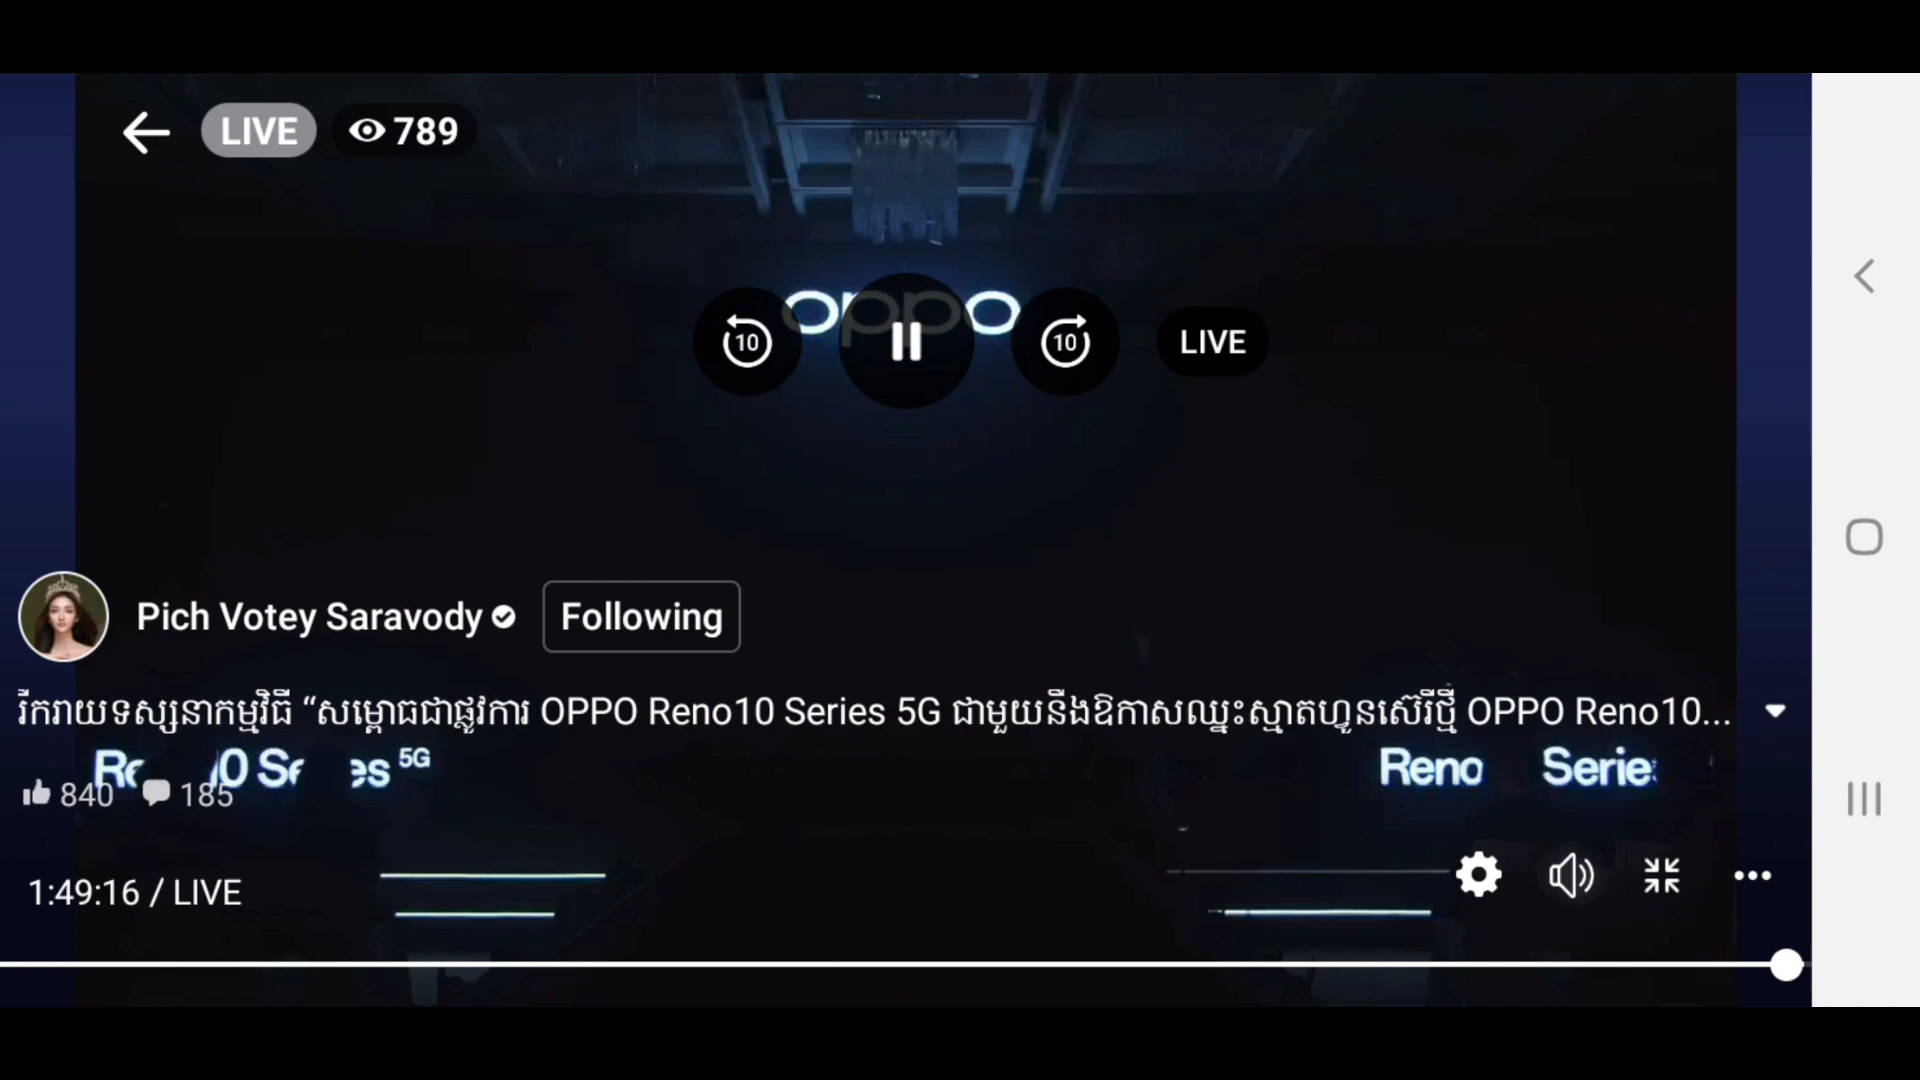 LIVE 789
oppo
10 10 LIVE
Pich Votey Saravody Following
រីករាយទស្សនាកម្មវិធី “សម្ពោធជាផ្លូវការ OPPO Reno10 Series 5G ជាមួយនឹងឱកាសឈ្នះស្មាតហ្វូនស៊េរីថ្មី OPPO Reno10...
5G
Reno Series
840 185
1:49:16 / LIVE